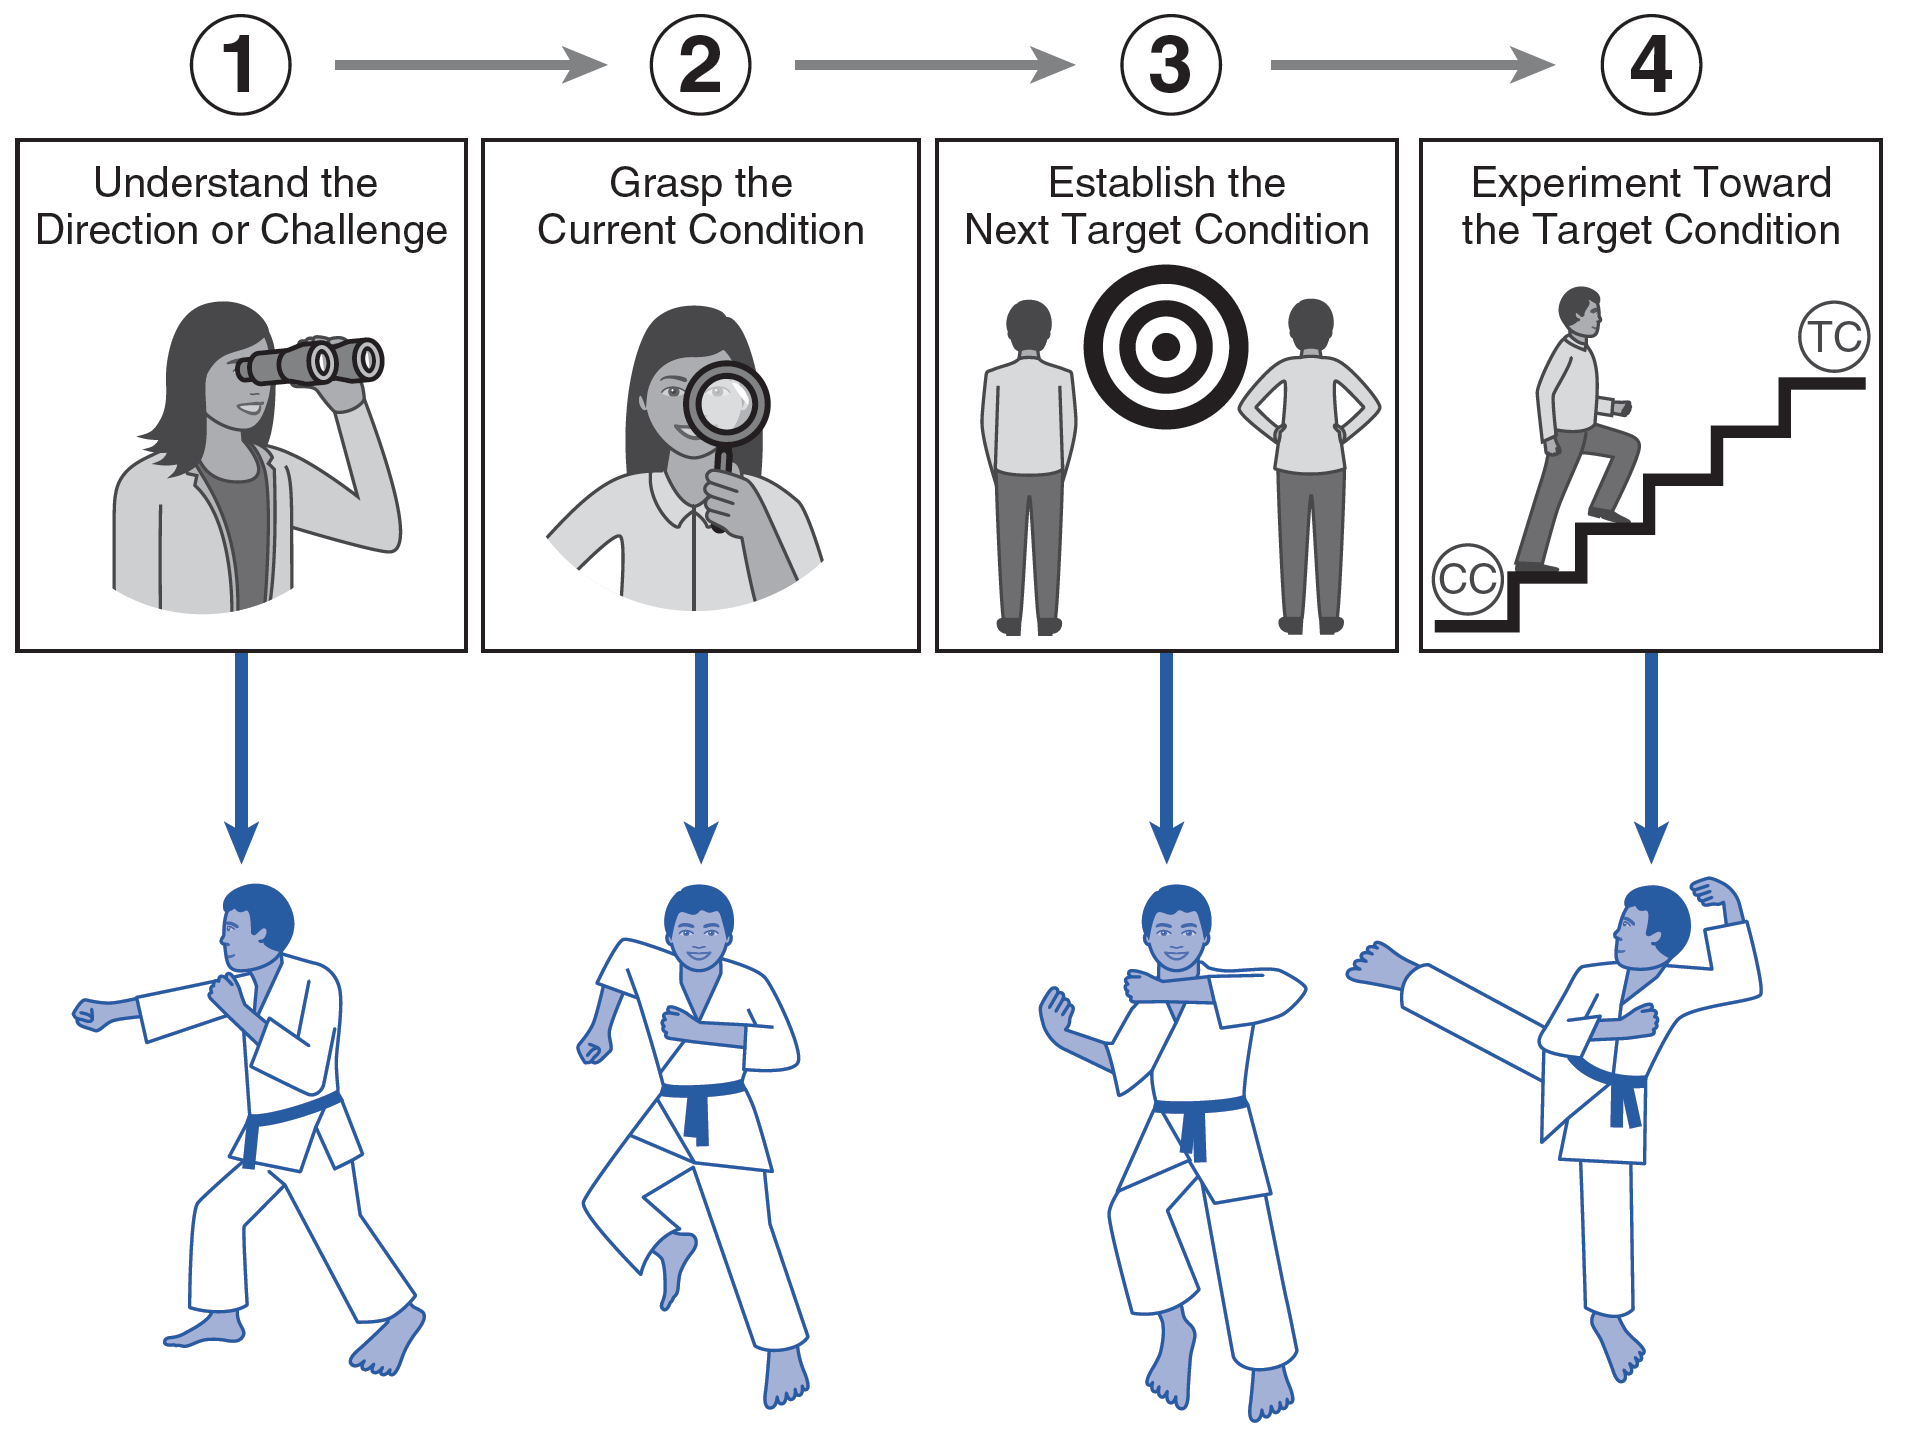 1
2
3
4
Understand the
Direction or Challenge
Grasp the
Current Condition
Establish the
Next Target Condition
Experiment Toward
the Target Condition
TC
CC